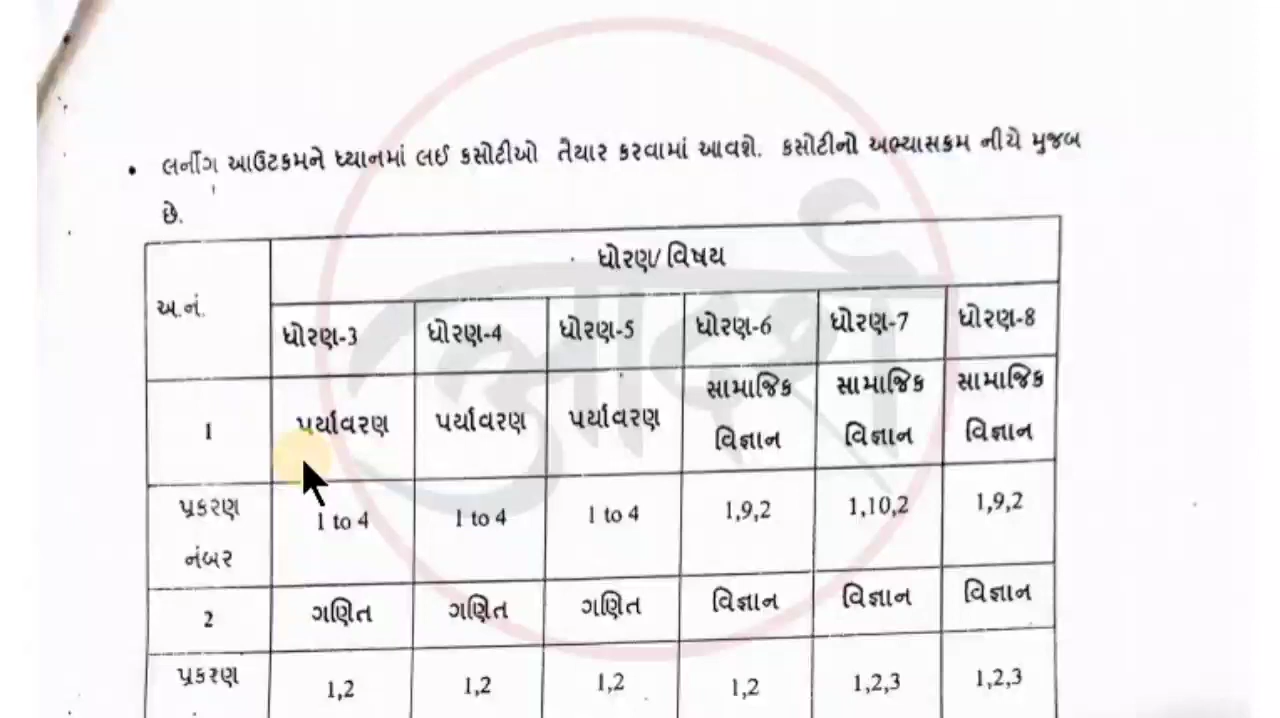 • લર્નીંગ આઉટકમને ધ્યાનમાં લઈ કસોટીઓ તૈયાર કરવામાં આવશે. કસોટીનો અભ્યાસક્રમ નીચે મુજબ
છે.
અ.નં. ધોરણ/ વિષય
ધોરણ-3 ધોરણ-4 ધોરણ-5 ધોરણ-6 ધોરણ-7 ધોરણ-8
1 પર્યાવરણ પર્યાવરણ પર્યાવરણ સામાજિક વિજ્ઞાન સામાજિક વિજ્ઞાન સામાજિક વિજ્ઞાન
પ્રકરણ નંબર 1 to 4 1 to 4 1 to 4 1,9,2 1,10,2 1,9,2
2 ગણિત ગણિત ગણિત વિજ્ઞાન વિજ્ઞાન વિજ્ઞાન
પ્રકરણ 1,2 1,2 1,2 1,2 1,2,3 1,2,3